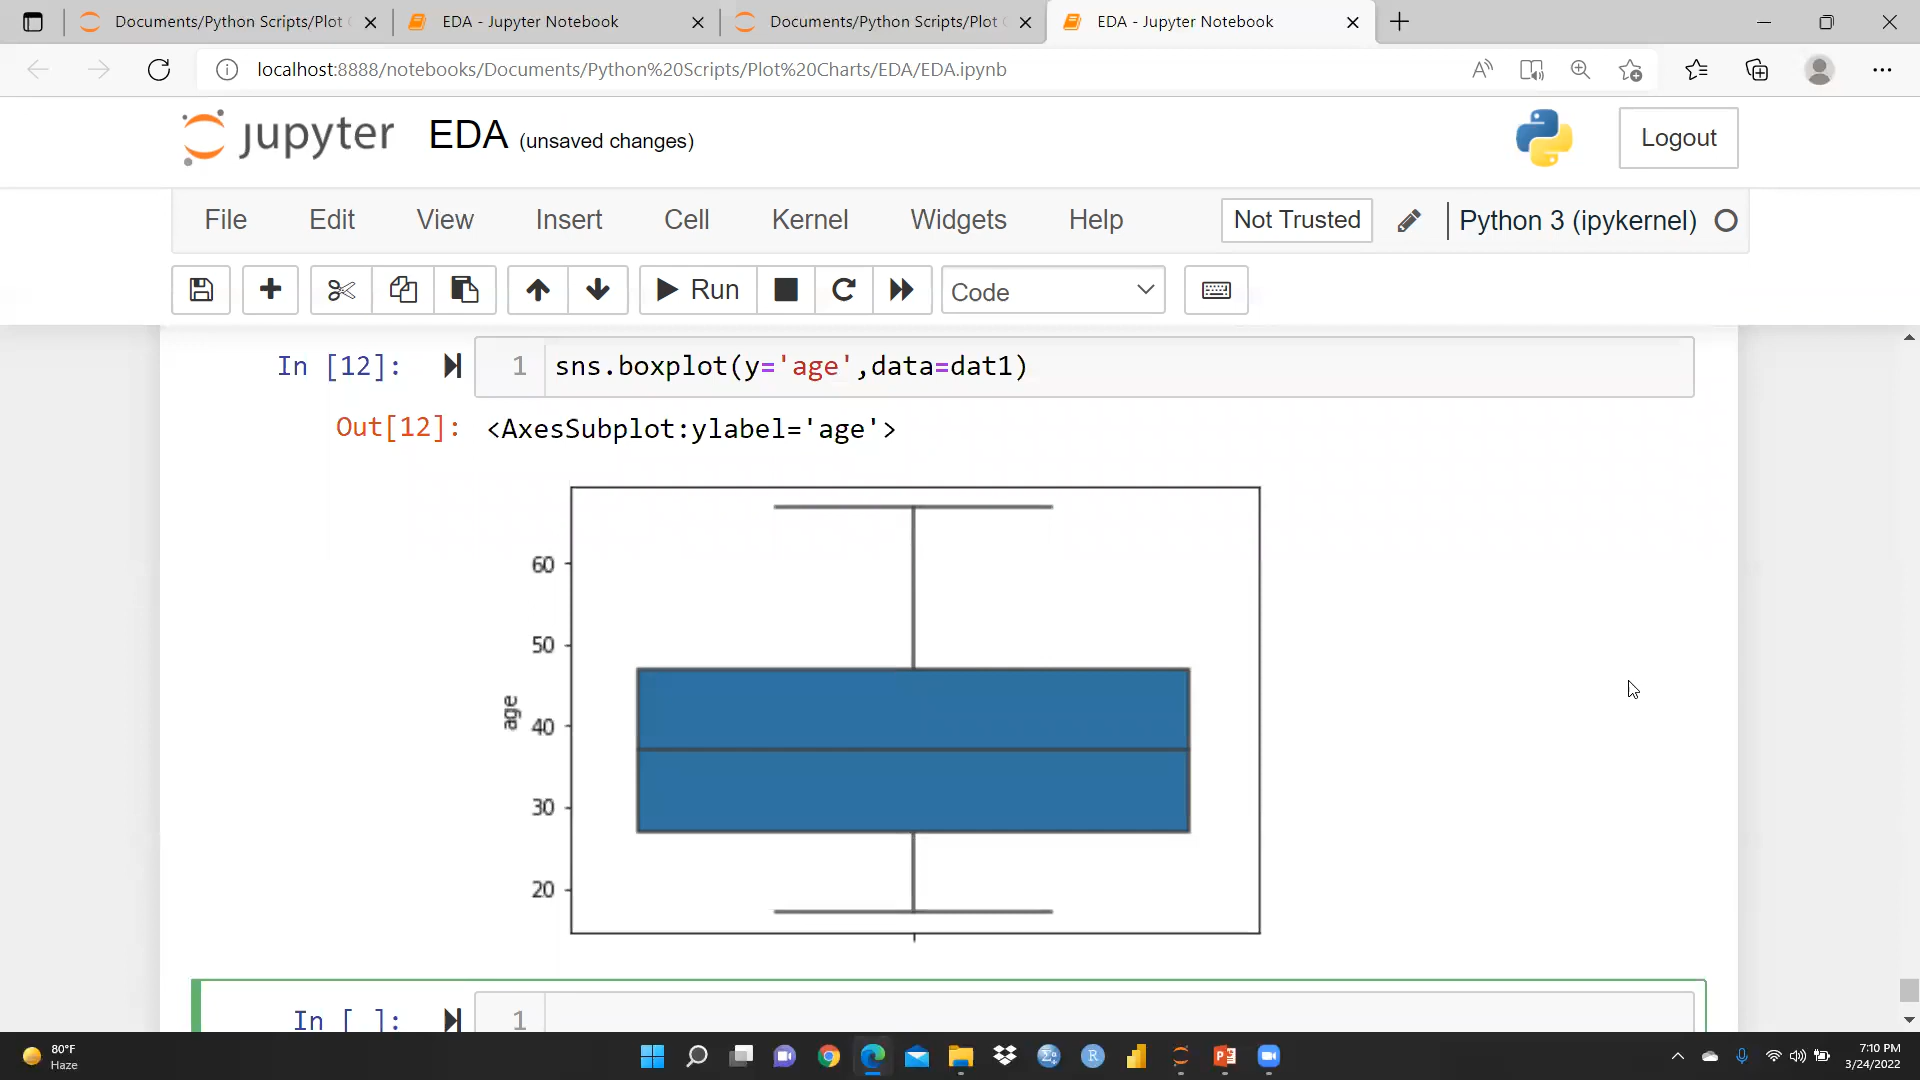 Documents/Python Scripts/Plot
EDA - Jupyter Notebook
Documents/Python Scripts/Plot
EDA - Jupyter Notebook
localhost:8888/notebooks/Documents/Python%20Scripts/Plot%20Charts/EDA/EDA.ipynb
jupyter EDA (unsaved changes)
Logout
File Edit View Insert Cell Kernel Widgets Help
Not Trusted
Python 3 (ipykernel)
Run
Code
In [12]: 1 sns.boxplot(y='age',data=dat1)
Out[12]: <AxesSubplot:ylabel='age'>
60
50
age
40
30
20
In [ ]: 1
80°F
Haze
7:10 PM
3/24/2022